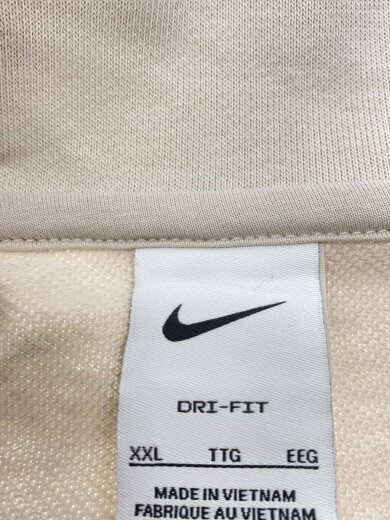 DRI-FIT
XXL TTG EEG
MADE IN VIETNAM
FABRIQUE AU VIETNAM